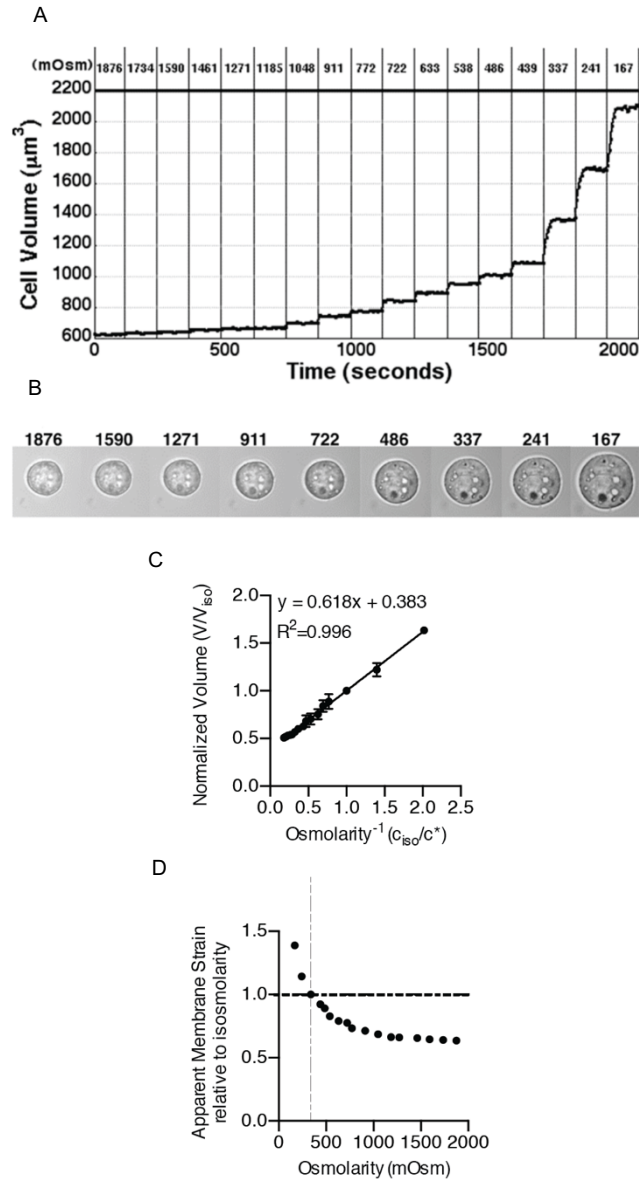 A
(mOsm) 1876 1734 1590 1461 1271 1185 1048 911 772 722 633 538 486 439 337 241 167
2200
2000
1800
1600
1400
1200
1000
800
600
Cell Volume (µm³)
0 500 1000 1500 2000
Time (seconds)
B
1876 1590 1271 911 722 486 337 241 167
C
y = 0.618x + 0.383
R²=0.996
2.0
1.5
1.0
0.5
0.0
Normalized Volume (V/Viso)
0.0 0.5 1.0 1.5 2.0 2.5
Osmolarity⁻¹ (ciso/c*)
D
1.5
1.0
0.5
0.0
Apparent Membrane Strain
relative to isosmolarity
0 500 1000 1500 2000
Osmolarity (mOsm)